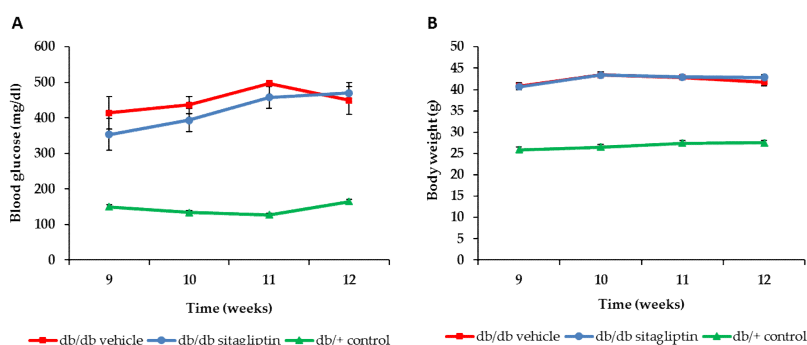 A
600
500
400
300
200
100
0
Blood glucose (mg/dl)
9 10 11 12
Time (weeks)
db/db vehicle db/db sitagliptin db/+ control
B
50
45
40
35
30
25
20
15
10
5
0
Body weight (g)
9 10 11 12
Time (weeks)
db/db vehicle db/db sitagliptin db/+ control